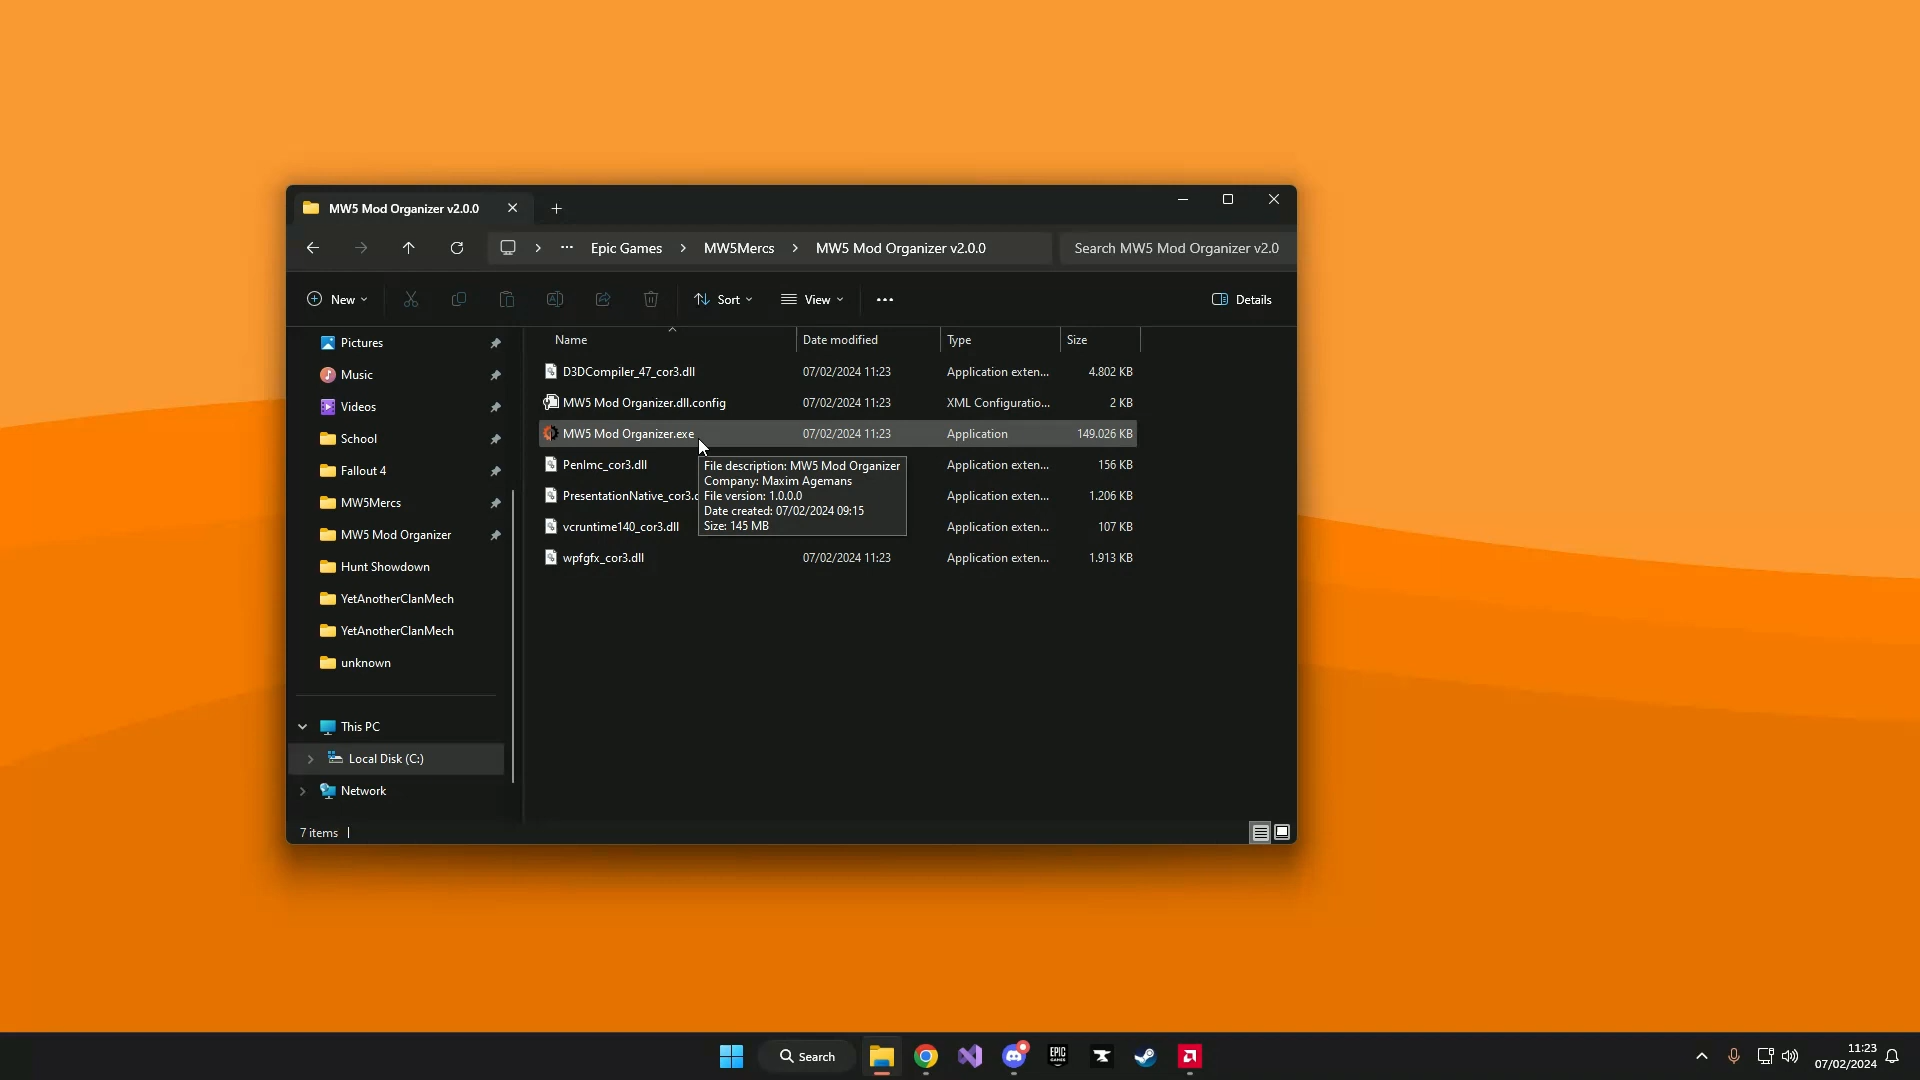 MW5 Mod Organizer v2.0.0
Epic Games
MW5Mercs
MW5 Mod Organizer v2.0.0
Search MW5 Mod Organizer v2.0
New
Sort
View
Details
Pictures
Music
Videos
School
Fallout 4
MW5Mercs
MW5 Mod Organizer
Hunt Showdown
YetAnotherClanMech
YetAnotherClanMech
unknown
This PC
Local Disk (C:)
Network
Name Date modified Type Size
D3DCompiler_47_cor3.dll 07/02/2024 11:23 Application exten... 4.802 KB
MW5 Mod Organizer.dll.config 07/02/2024 11:23 XML Configuratio... 2 KB
MW5 Mod Organizer.exe 07/02/2024 11:23 Application 149.026 KB
PenImc_cor3.dll Application exten... 156 KB
PresentationNative_cor3.d Application exten... 1.206 KB
vcruntime140_cor3.dll Application exten... 107 KB
wpfgfx_cor3.dll 07/02/2024 11:23 Application exten... 1.913 KB
File description: MW5 Mod Organizer
Company: Maxim Agemans
File version: 1.0.0.0
Date created: 07/02/2024 09:15
Size: 145 MB
7 items
Search
EPIC
GAMES
11:23
07/02/2024